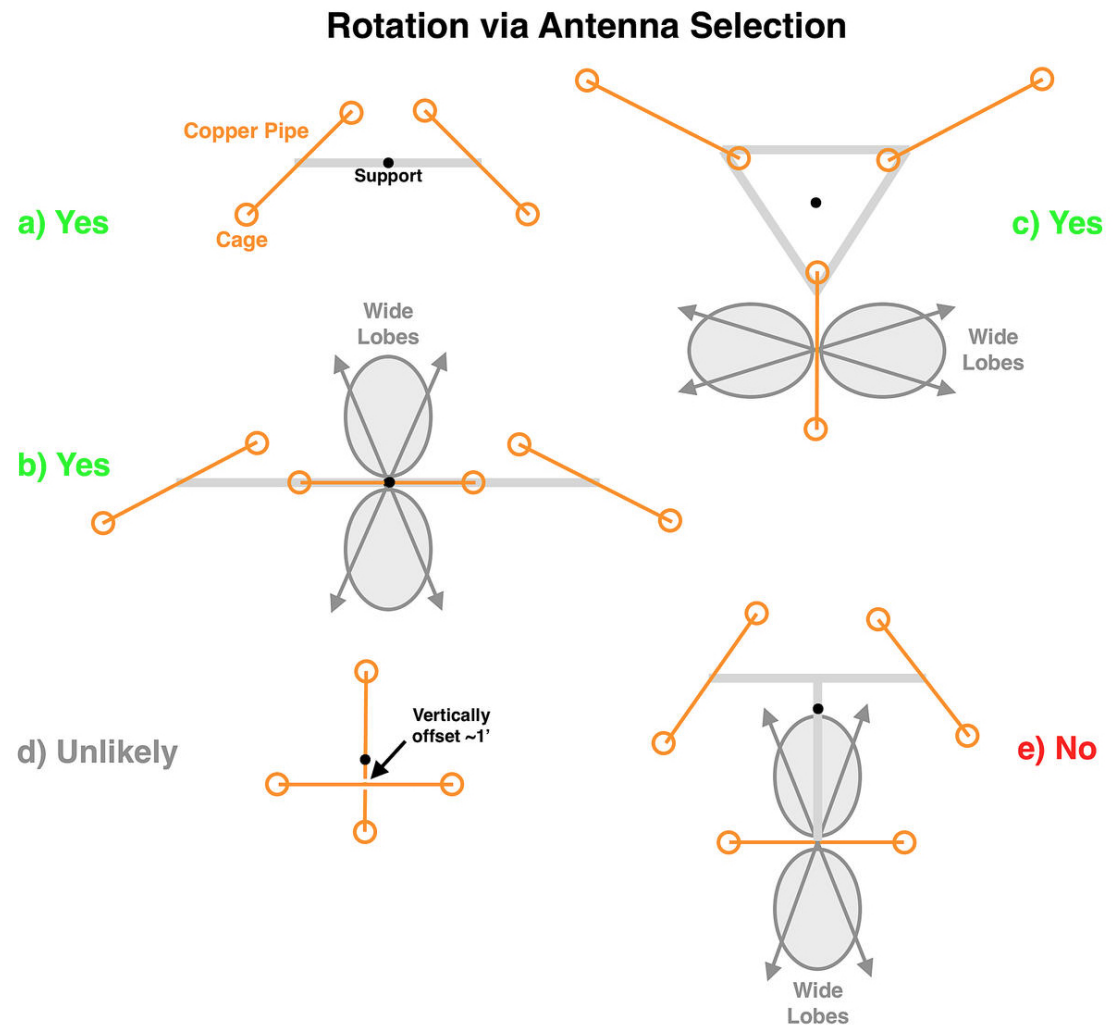 Rotation via Antenna Selection
Copper Pipe
Support
Cage
a) Yes
c) Yes
Wide
Lobes
Wide
Lobes
b) Yes
Vertically
offset ~1'
d) Unlikely
e) No
Wide
Lobes